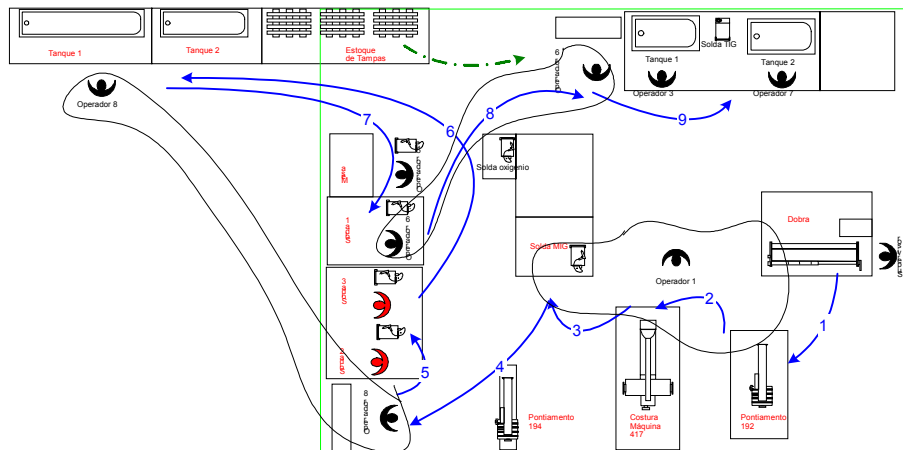 Tanque 1
Tanque 2
Estoque
de Tampas
Solda TIG
Tanque 1
Tanque 2
Operador 3
Operador 7
Operador 8
9
8
7
6
Solda oxigênio
Dobra
Solda MIG
Operador 1
1
2
3
4
5
Pontiamento
194
Costura
Máquina
417
Pontiamento
192